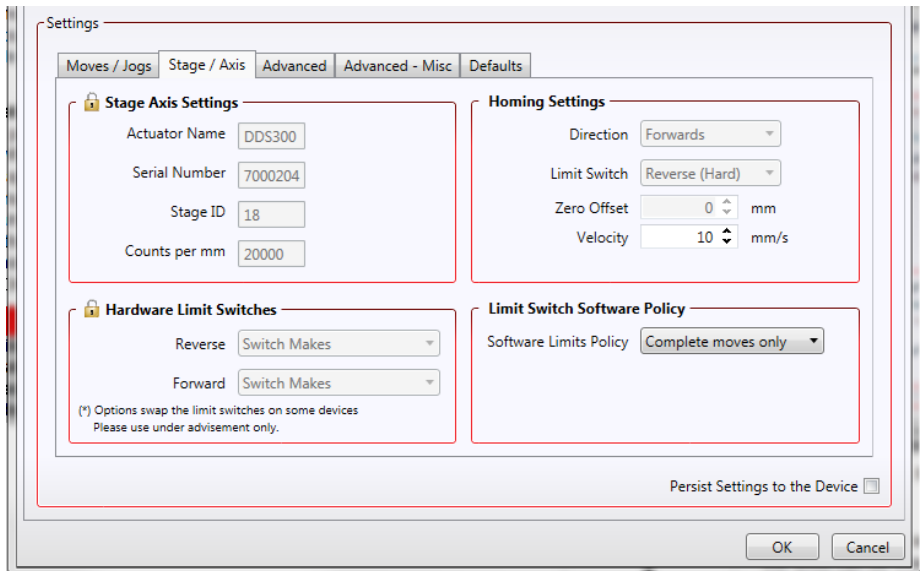 Settings
Moves / Jogs Stage / Axis Advanced Advanced - Misc Defaults
Stage Axis Settings
Actuator Name DDS300
Serial Number 7000204
Stage ID 18
Counts per mm 20000
Homing Settings
Direction Forwards
Limit Switch Reverse (Hard)
Zero Offset 0 mm
Velocity 10 mm/s
Hardware Limit Switches
Reverse Switch Makes
Forward Switch Makes
(*) Options swap the limit switches on some devices
Please use under advisement only.
Limit Switch Software Policy
Software Limits Policy Complete moves only
Persist Settings to the Device
OK Cancel